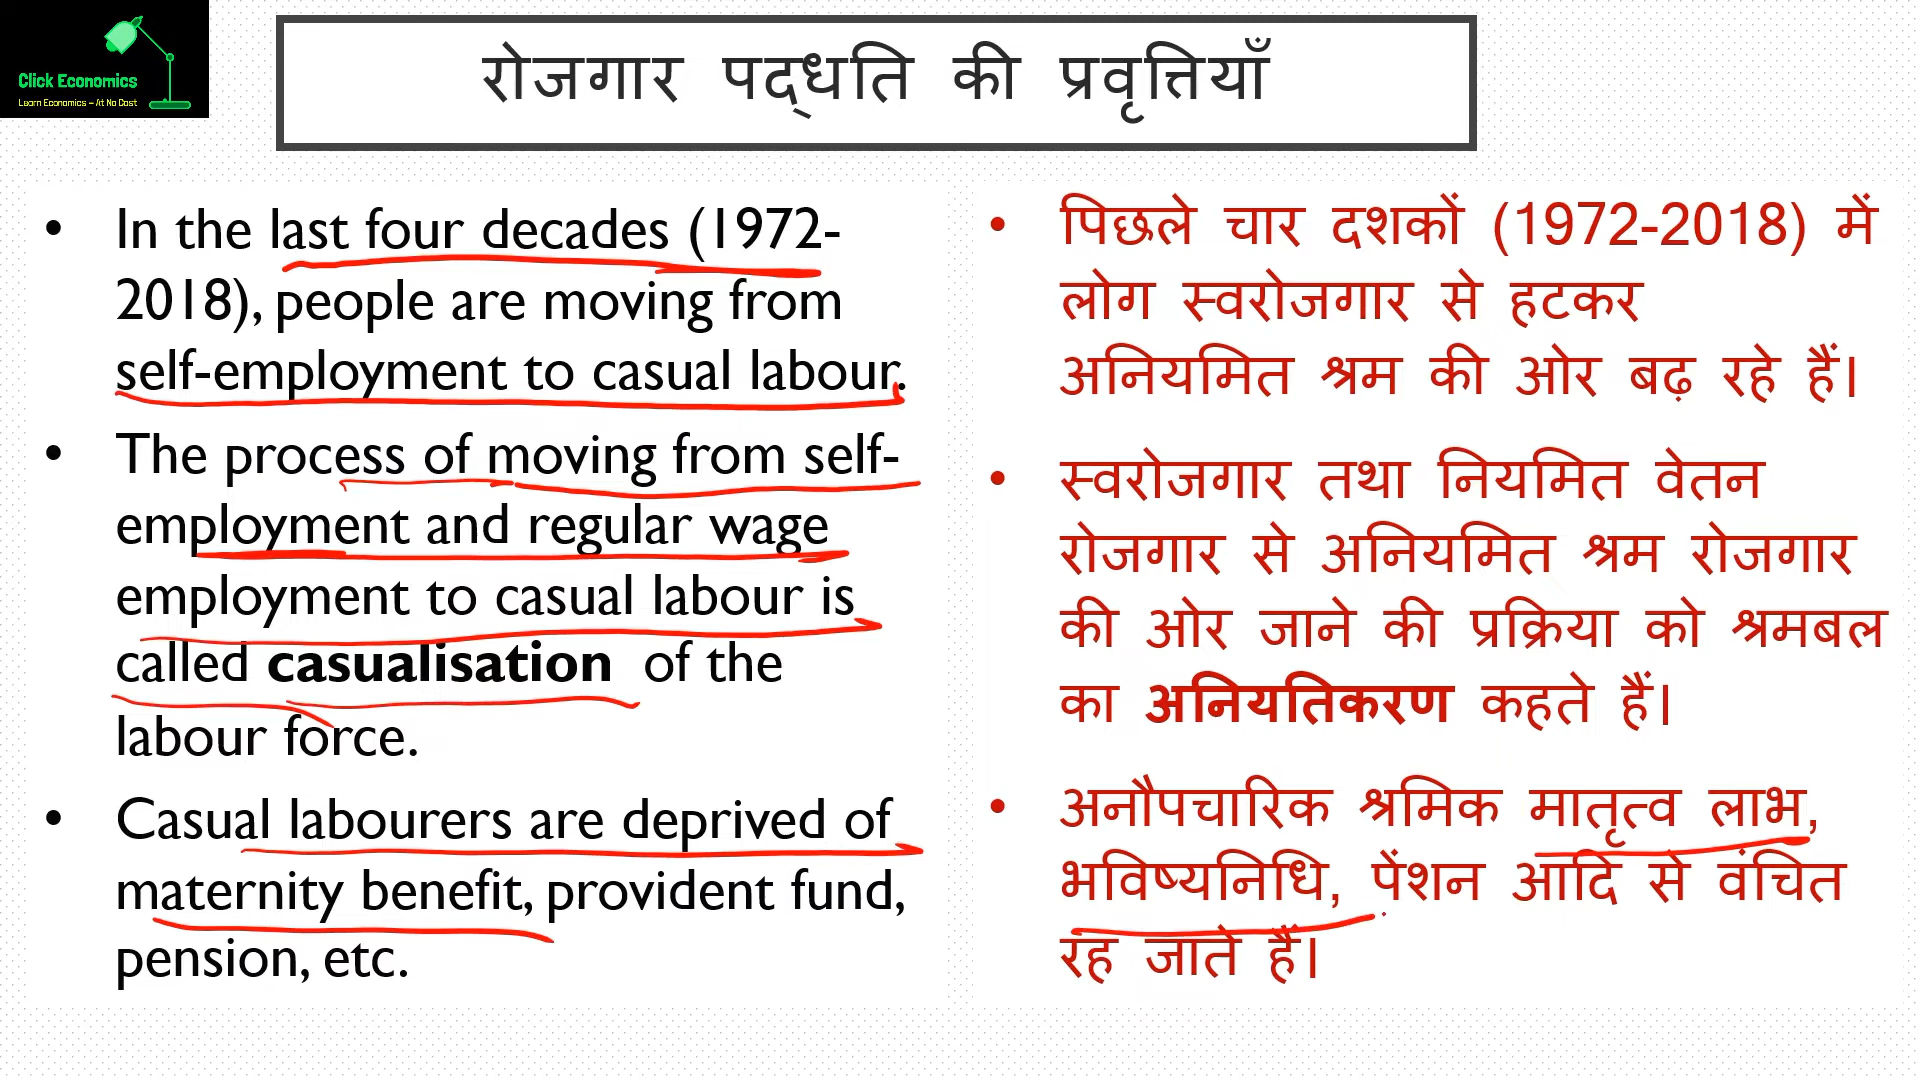 Click Economics
Learn Economics – At No Cost
रोजगार पद्धति की प्रवृत्तियाँ
• In the last four decades (1972-
2018), people are moving from
self-employment to casual labour.
• The process of moving from self-
employment and regular wage
employment to casual labour is
called casualisation of the
labour force.
• Casual labourers are deprived of
maternity benefit, provident fund,
pension, etc.
• पिछले चार दशकों (1972-2018) में
लोग स्वरोजगार से हटकर
अनियमित श्रम की ओर बढ़ रहे हैं।
• स्वरोजगार तथा नियमित वेतन
रोजगार से अनियमित श्रम रोजगार
की ओर जाने की प्रक्रिया को श्रमबल
का अनियतिकरण कहते हैं।
• अनौपचारिक श्रमिक मातृत्व लाभ,
भविष्यनिधि, पेंशन आदि से वंचित
रह जाते हैं।